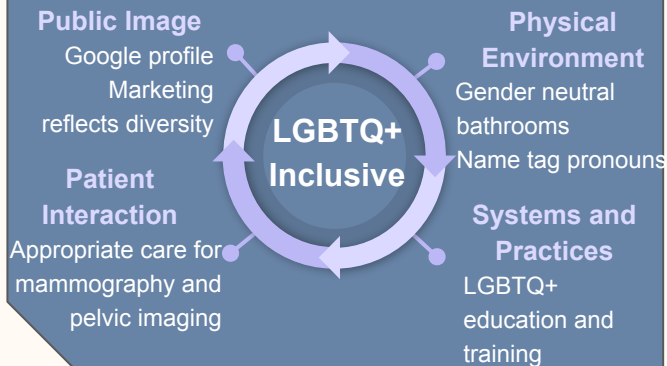 Public Image
Google profile
Marketing
reflects diversity
Physical
Environment
Gender neutral
bathrooms
Name tag pronouns
LGBTQ+
Inclusive
Patient
Interaction
Appropriate care for
mammography and
pelvic imaging
Systems and
Practices
LGBTQ+
education and
training